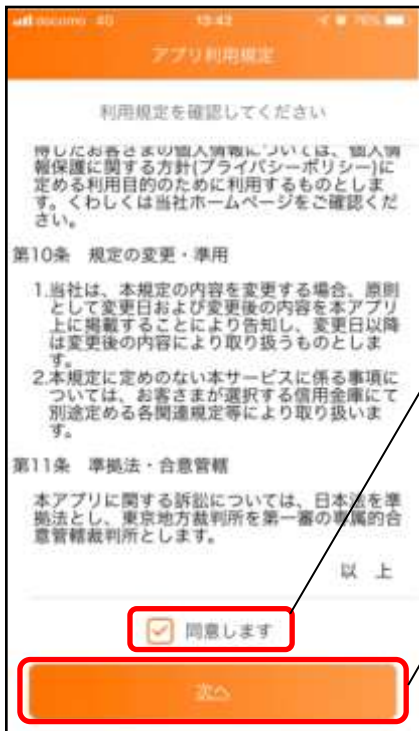 docomo 4G 13:43 76%
アプリ利用規定
利用規定を確認してください
得したお客さまの個人情報については、個人情
報保護に関する方針(プライバシーポリシー)に
定める利用目的のために利用するものとしま
す。くわしくは当社ホームページをご確認くだ
さい。
第10条 規定の変更・準用
1.当社は、本規定の内容を変更する場合、原則
として変更日および変更後の内容を本アプリ
上に掲載することにより告知し、変更日以降
は変更後の内容により取り扱うものとしま
す。
2.本規定に定めのない本サービスに係る事項に
ついては、お客さまが選択する信用金庫にて
別途定める各関連規定等により取り扱いま
す。
第11条 準拠法・合意管轄
本アプリに関する訴訟については、日本法を準
拠法とし、東京地方裁判所を第一審の専属的合
意管轄裁判所とします。
以 上
同意します
次へ